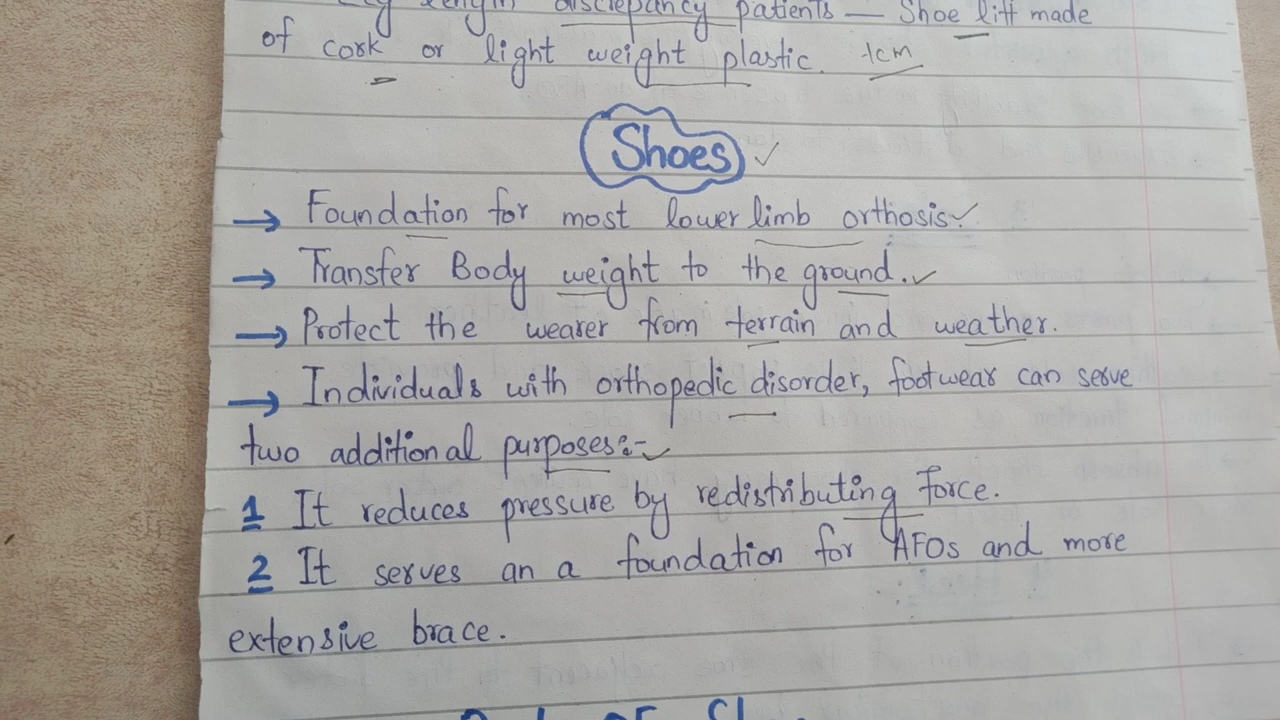 length discrepancy patients — Shoe lift made
of cork or light weight plastic. 1cm
Shoes
→ Foundation for most lower limb orthosis.
→ Transfer Body weight to the ground.
→ Protect the wearer from terrain and weather.
→ Individuals with orthopedic disorder, footwear can serve
two additional purposes:-
1 It reduces pressure by redistributing force.
2 It serves an a foundation for AFOs and more
extensive brace.